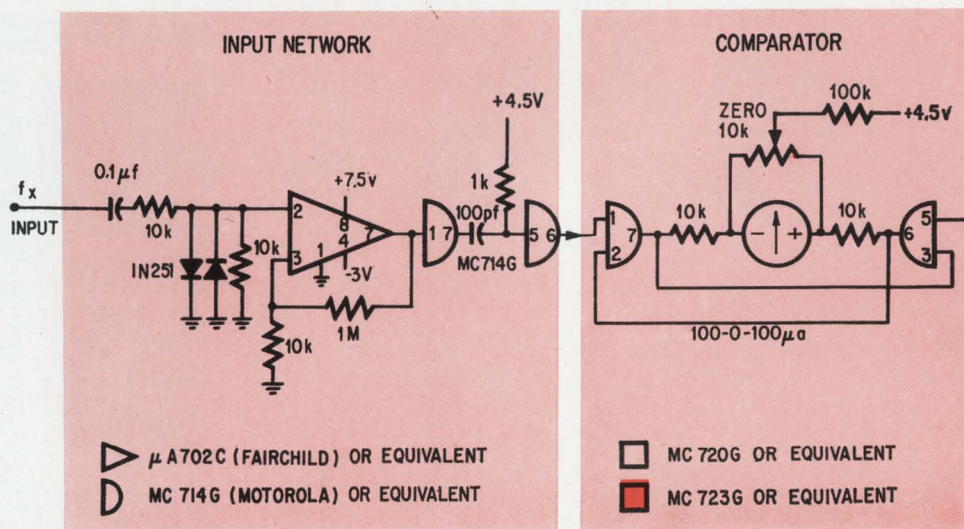 INPUT NETWORK
COMPARATOR
+4.5V
100k
ZERO
10k
+4.5V
0.1μf
fx
INPUT
10k
1k
+7.5v
100pf
2
8
1
4
7
3
-3V
10k
IN251
1 7
5 6
MC714G
1M
10k
1
7
2
10k
- +
10k
5
6
3
100-0-100μa
μA702C (FAIRCHILD) OR EQUIVALENT
MC 714G (MOTOROLA) OR EQUIVALENT
MC 720G OR EQUIVALENT
MC 723G OR EQUIVALENT